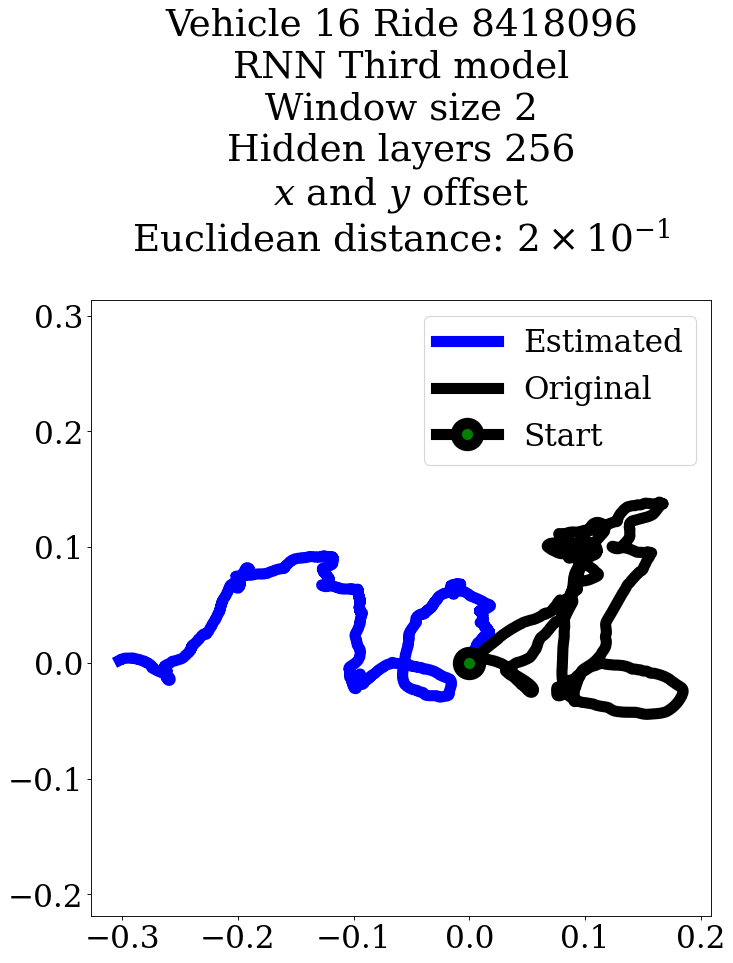 Vehicle 16 Ride 8418096
RNN Third model
Window size 2
Hidden layers 256
x and y offset
Euclidean distance: 2 × 10⁻¹
Estimated
Original
Start
0.3
0.2
0.1
0.0
−0.1
−0.2
−0.3 −0.2 −0.1 0.0 0.1 0.2